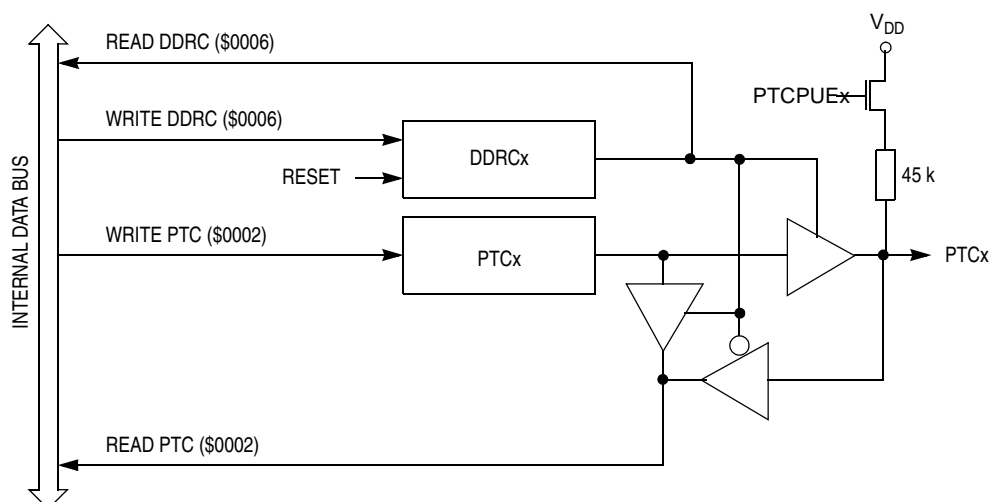 READ DDRC ($0006)
VDD
PTCPUEx
WRITE DDRC ($0006)
DDRCx
RESET
45 k
WRITE PTC ($0002)
PTCx
PTCx
INTERNAL DATA BUS
READ PTC ($0002)